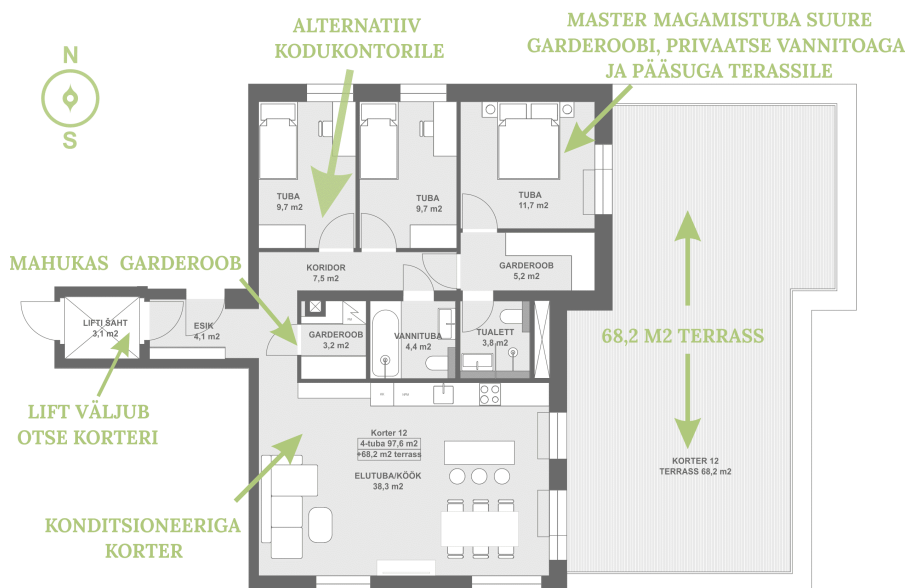 ALTERNATIIV
KODUKONTORILE
MASTER MAGAMISTUBA SUURE
GARDEROOBI, PRIVAATSE VANNITOAGA
JA PÄÄSUGA TERASSILE
N
S
TUBA
9,7 m2
TUBA
9,7 m2
TUBA
11,7 m2
MAHUKAS GARDEROOB
KORIDOR
7,5 m2
GARDEROOB
5,2 m2
LIFTI ŠAHT
3,1 m2
ESIK
4,1 m2
GARDEROOB
3,2 m2
VANNITUBA
4,4 m2
TUALETT
3,8 m2
68,2 M2 TERRASS
LIFT VÄLJUB
OTSE KORTERI
Korter 12
4-tuba 97,6 m2
+68,2 m2 terrass
ELUTUBA/KÖÖK
38,3 m2
KORTER 12
TERRASS 68,2 m2
KONDITSIONEERIGA
KORTER